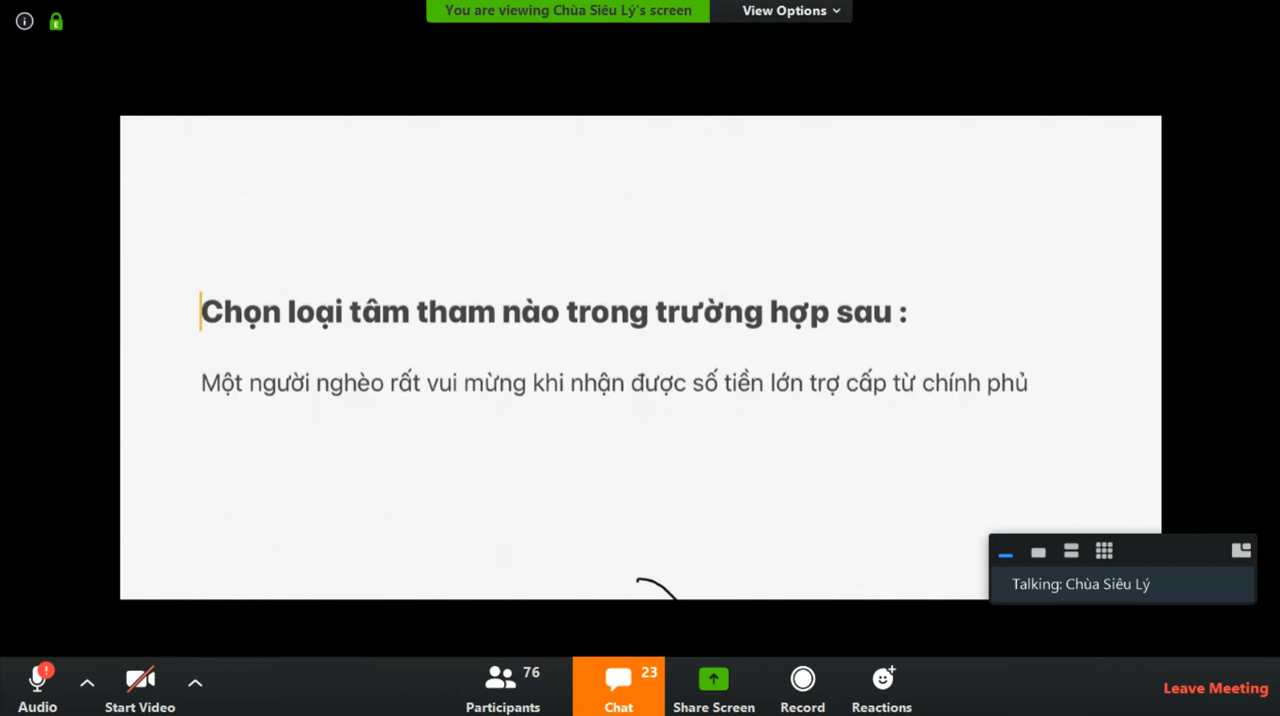 You are viewing Chùa Siêu Lý's screen
View Options
Chọn loại tâm tham nào trong trường hợp sau :
Một người nghèo rất vui mừng khi nhận được số tiền lớn trợ cấp từ chính phủ
Talking: Chùa Siêu Lý
76
23
Audio
Start Video
Participants
Chat
Share Screen
Record
Reactions
Leave Meeting